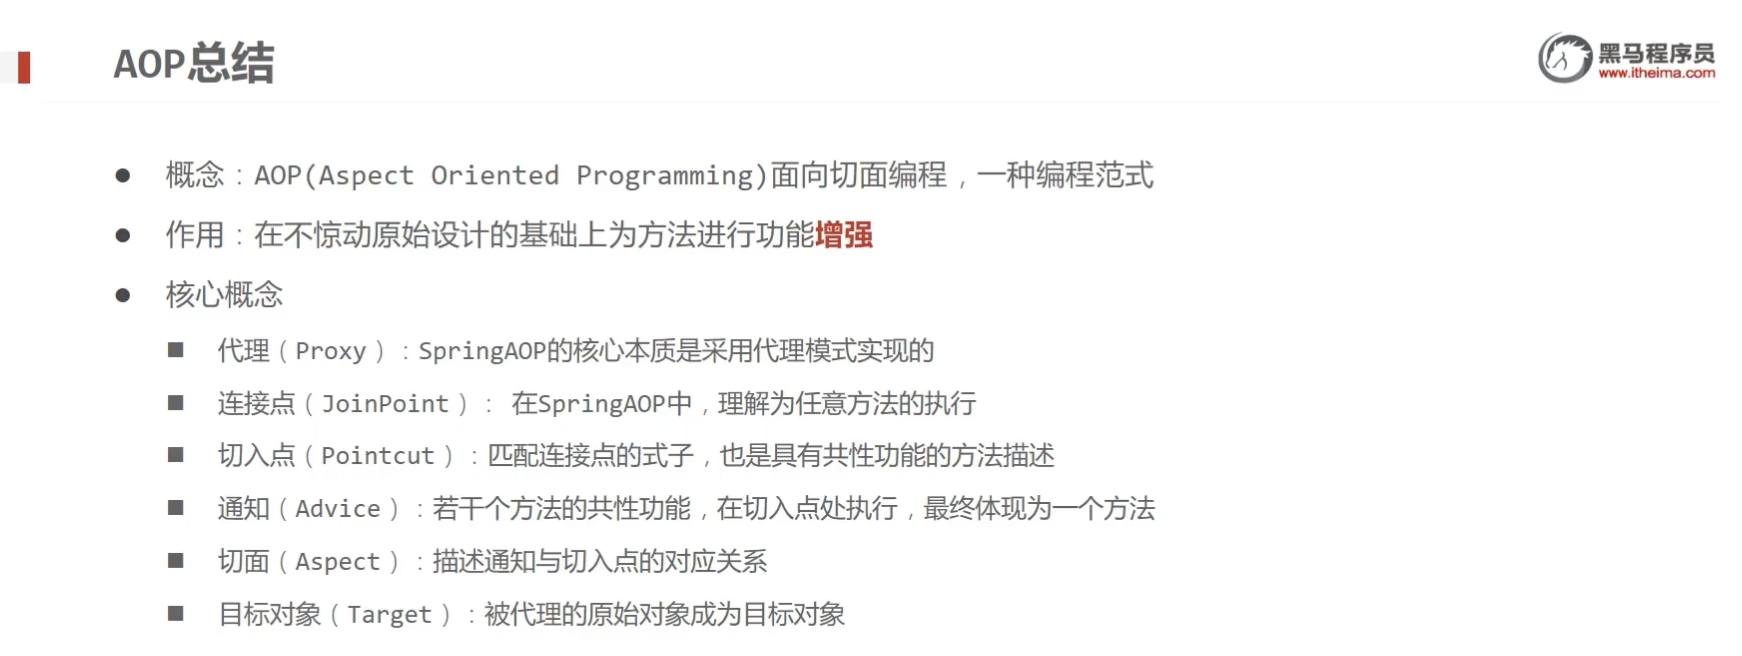 AOP总结
黑马程序员
www.itheima.com
● 概念：AOP(Aspect Oriented Programming)面向切面编程，一种编程范式
● 作用：在不惊动原始设计的基础上为方法进行功能增强
● 核心概念
■ 代理（Proxy）：SpringAOP的核心本质是采用代理模式实现的
■ 连接点（JoinPoint）： 在SpringAOP中，理解为任意方法的执行
■ 切入点（Pointcut）：匹配连接点的式子，也是具有共性功能的方法描述
■ 通知（Advice）：若干个方法的共性功能，在切入点处执行，最终体现为一个方法
■ 切面（Aspect）：描述通知与切入点的对应关系
■ 目标对象（Target）：被代理的原始对象成为目标对象